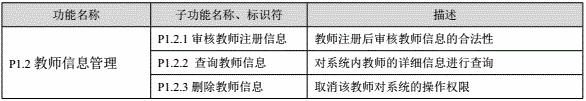 功能名称 子功能名称、标识符 描述
P1.2.1 审核教师注册信息 教师注册后审核教师信息的合法性
P1.2 教师信息管理 P1.2.2 查询教师信息 对系统内教师的详细信息进行查询
P1.2.3 删除教师信息 取消该教师对系统的操作权限